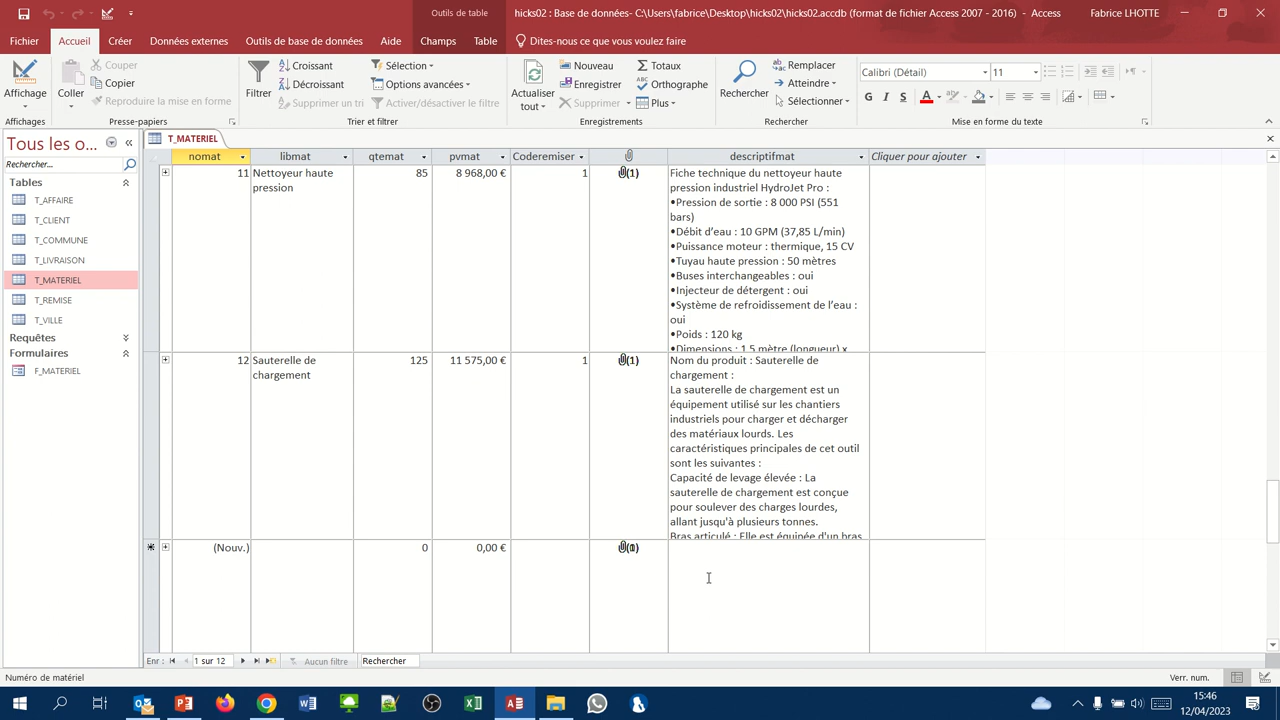 Outils de table
hicks02 : Base de données- C:\Users\fabrice\Desktop\hicks02\hicks02.accdb (format de fichier Access 2007 - 2016) - Access
Fabrice LHOTTE
Fichier Accueil Créer Données externes Outils de base de données Aide Champs Table Dites-nous ce que vous voulez faire
Affichage
Affichages
Coller
Couper
Copier
Reproduire la mise en forme
Presse-papiers
Filtrer
Croissant
Décroissant
Supprimer un tri
Sélection
Options avancées
Activer/désactiver le filtre
Trier et filtrer
Actualiser
tout
Nouveau
Enregistrer
Supprimer
Totaux
Orthographe
Plus
Enregistrements
Rechercher
Remplacer
Atteindre
Sélectionner
Rechercher
Calibri (Détail) 11
G I S A
Mise en forme du texte
Tous les o...
Rechercher...
Tables
T_AFFAIRE
T_CLIENT
T_COMMUNE
T_LIVRAISON
T_MATERIEL
T_REMISE
T_VILLE
Requêtes
Formulaires
F_MATERIEL
T_MATERIEL
nomat libmat qtemat pvmat Coderemiser descriptifmat Cliquer pour ajouter
11 Nettoyeur haute pression 85 8 968,00 € 1 (1)
Fiche technique du nettoyeur haute
pression industriel HydroJet Pro :
•Pression de sortie : 8 000 PSI (551
bars)
•Débit d'eau : 10 GPM (37,85 L/min)
•Puissance moteur : thermique, 15 CV
•Tuyau haute pression : 50 mètres
•Buses interchangeables : oui
•Injecteur de détergent : oui
•Système de refroidissement de l'eau :
oui
•Poids : 120 kg
•Dimensions : 1,5 mètre (longueur) x
12 Sauterelle de chargement 125 11 575,00 € 1 (1)
Nom du produit : Sauterelle de
chargement :
La sauterelle de chargement est un
équipement utilisé sur les chantiers
industriels pour charger et décharger
des matériaux lourds. Les
caractéristiques principales de cet outil
sont les suivantes :
Capacité de levage élevée : La
sauterelle de chargement est conçue
pour soulever des charges lourdes,
allant jusqu'à plusieurs tonnes.
Bras articulé : Elle est équipée d'un bras
(Nouv.) 0 0,00 €
Enr : 1 sur 12 Aucun filtre Rechercher
Numéro de matériel
Verr. num.
15:46
12/04/2023